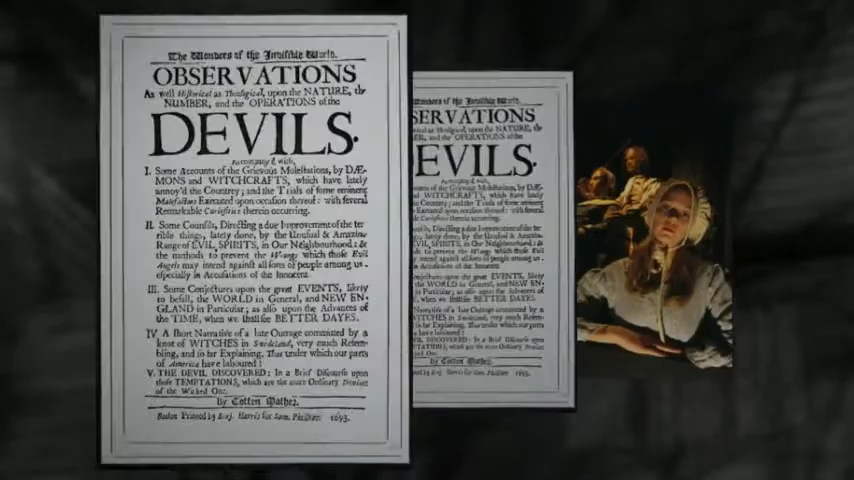 The Wonders of the Invisible World.
OBSERVATIONS
As well Historical as Theological, upon the NATURE, the
NUMBER, and the OPERATIONS of the
DEVILS.
Accompany'd with,
I. Some Accounts of the Grievous Molestations, by DÆ-
MONS and WITCHCRAFTS, which have lately
annoy'd the Countrey; and the Trials of some eminent
Malefactors Executed upon occasion thereof: with several
Remarkable Curiosities therein occurring.
II. Some Counsils, Directing a due Improvement of the ter
rible things, lately done, by the Unusual & Amazing
Range of EVIL SPIRITS, in Our Neighbourhood: &
the methods to prevent the Wrongs which those Evil
Angels may intend against all sorts of people among us.
especially in Accusations of the Innocent.
III. Some Conjectures upon the great EVENTS, likely
to befall, the WORLD in General, and NEW EN-
GLAND in Particular; as also upon the Advances of
the TIME, when we shall see BETTER DAYES.
IV A short Narrative of a late Outrage committed by a
knot of WITCHES in Swedeland, very much Resem-
bling, and so far Explaining, That under which our parts
of America have laboured!
V. THE DEVIL DISCOVERED: In a Brief Discourse upon
those TEMPTATIONS, which are the more Ordinary Devices
of the Wicked One.
By Cotton Mather.
Boston Printed by Benj. Harris for Sam. Phillips. 1693.
SERVATIONS
EVILS.